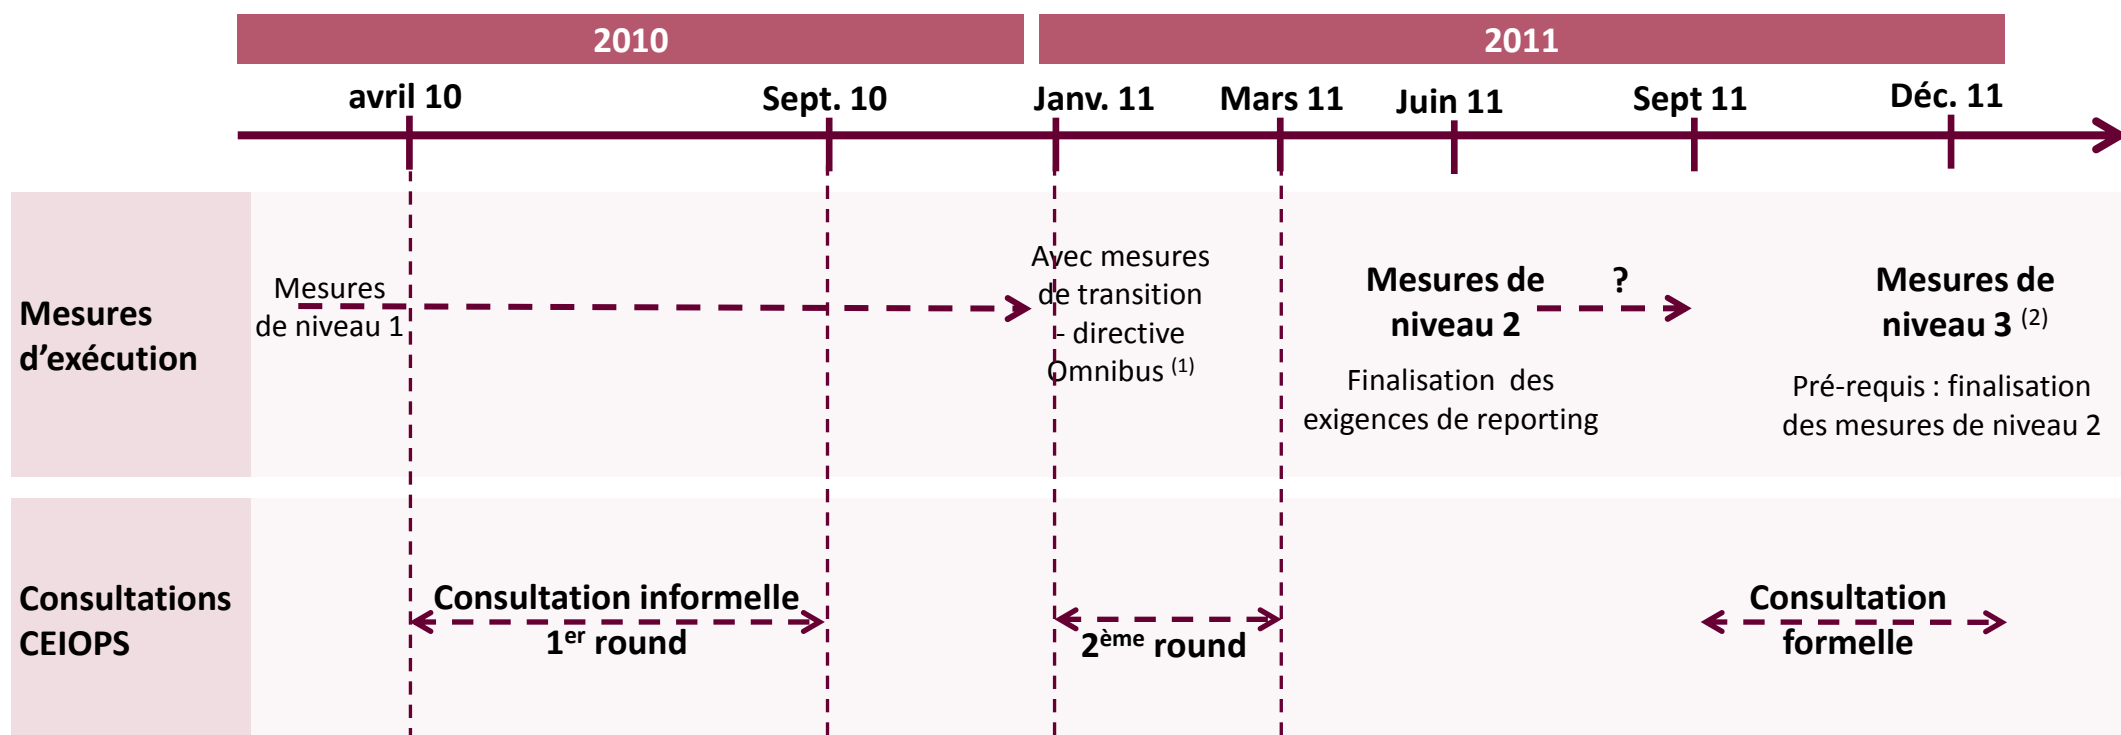 2010
2011
avril 10
Sept. 10
Janv. 11
Mars 11
Juin 11
Sept 11
Déc. 11
Mesures
d’exécution
Mesures
de niveau 1
Avec mesures
de transition
- directive
Omnibus (1)
Mesures de
niveau 2
?
Finalisation des
exigences de reporting
Mesures de
niveau 3 (2)
Pré-requis : finalisation
des mesures de niveau 2
Consultations
CEIOPS
Consultation informelle
1er round
2ème round
Consultation
formelle